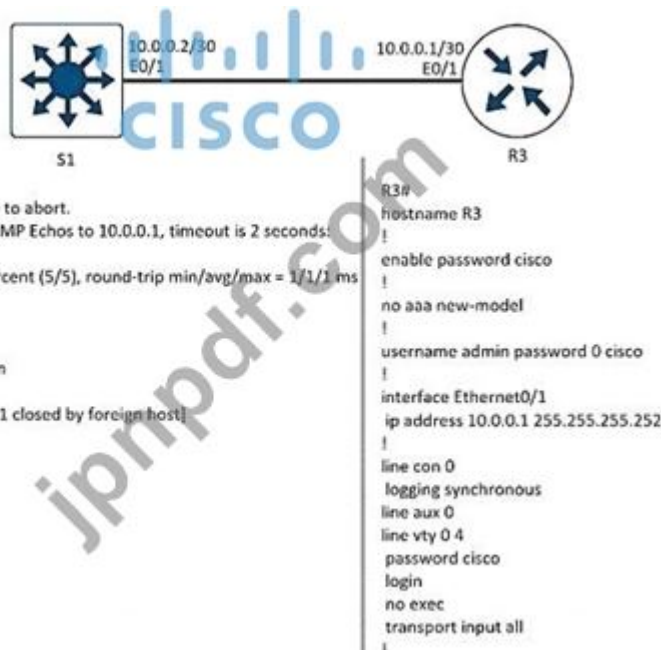 10.0.0.2/30
E0/1
10.0.0.1/30
E0/1
CISCO
S1
R3
to abort.
MP Echos to 10.0.0.1, timeout is 2 seconds:
cent (5/5), round-trip min/avg/max = 1/1/1 ms
1 closed by foreign host]
R3#
hostname R3
!
enable password cisco
!
no aaa new-model
!
username admin password 0 cisco
!
interface Ethernet0/1
ip address 10.0.0.1 255.255.255.252
!
line con 0
logging synchronous
line aux 0
line vty 0 4
password cisco
login
no exec
transport input all
!
jpnpdf.com